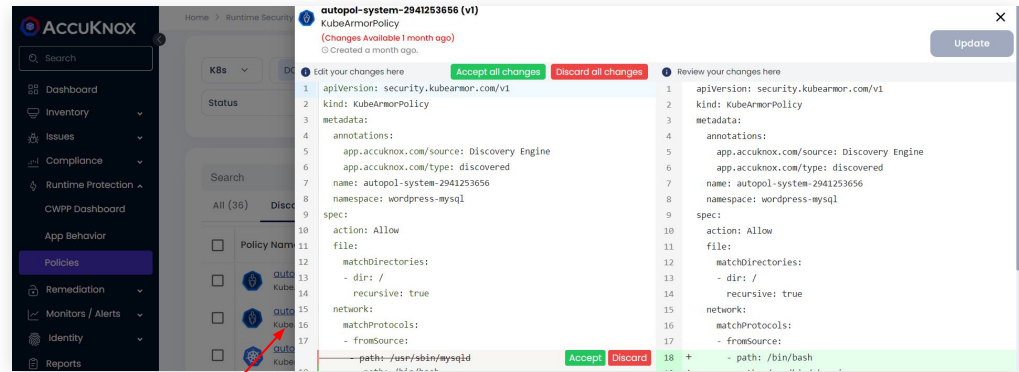 ACCUKNOX
Search
Dashboard
Inventory
Issues
Compliance
Runtime Protection
CWPP Dashboard
App Behavior
Policies
Remediation
Monitors / Alerts
Identity
Reports
Home > Runtime Security
K8s
Status
Search
All (36)
Policy Name
autopol-system-2941253656 (v1)
KubeArmorPolicy
(Changes Available 1 month ago)
Created a month ago.
Update
Edit your changes here Accept all changes Discard all changes
1 apiVersion: security.kubearmor.com/v1
2 kind: KubeArmorPolicy
3 metadata:
4 annotations:
5 app.accuknox.com/source: Discovery Engine
6 app.accuknox.com/type: discovered
7 name: autopol-system-2941253656
8 namespace: wordpress-mysql
9 spec:
10 action: Allow
11 file:
12 matchDirectories:
13 - dir: /
14 recursive: true
15 network:
16 matchProtocols:
17 - fromSource:
- path: /usr/sbin/mysqld Accept Discard
Review your changes here
1 apiVersion: security.kubearmor.com/v1
2 kind: KubeArmorPolicy
3 metadata:
4 annotations:
5 app.accuknox.com/source: Discovery Engine
6 app.accuknox.com/type: discovered
7 name: autopol-system-2941253656
8 namespace: wordpress-mysql
9 spec:
10 action: Allow
11 file:
12 matchDirectories:
13 - dir: /
14 recursive: true
15 network:
16 matchProtocols:
17 - fromSource:
18 + - path: /bin/bash